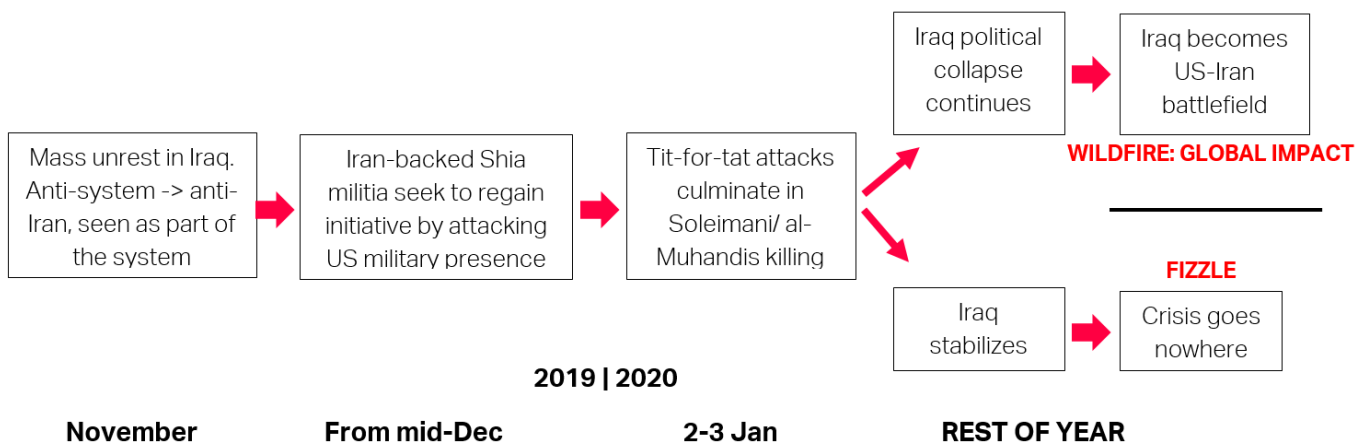 Mass unrest in Iraq.
Anti-system -> anti-
Iran, seen as part of
the system
Iran-backed Shia
militia seek to regain
initiative by attacking
US military presence
Tit-for-tat attacks
culminate in
Soleimani/ al-
Muhandis killing
Iraq political
collapse
continues
Iraq becomes
US-Iran
battlefield
WILDFIRE: GLOBAL IMPACT
FIZZLE
Iraq
stabilizes
Crisis goes
nowhere
2019 | 2020
November
From mid-Dec
2-3 Jan
REST OF YEAR